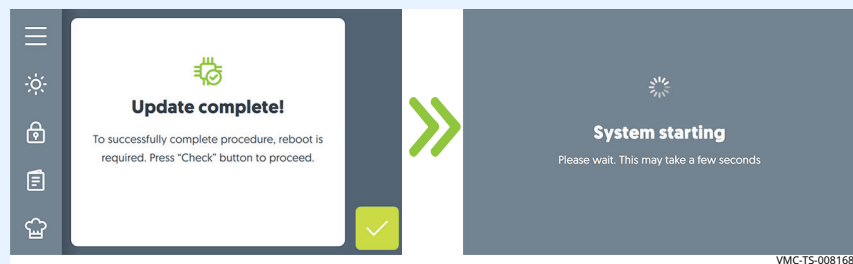 Update complete!
To successfully complete procedure, reboot is
required. Press "Check" button to proceed.
System starting
Please wait. This may take a few seconds
VMC-TS-008168